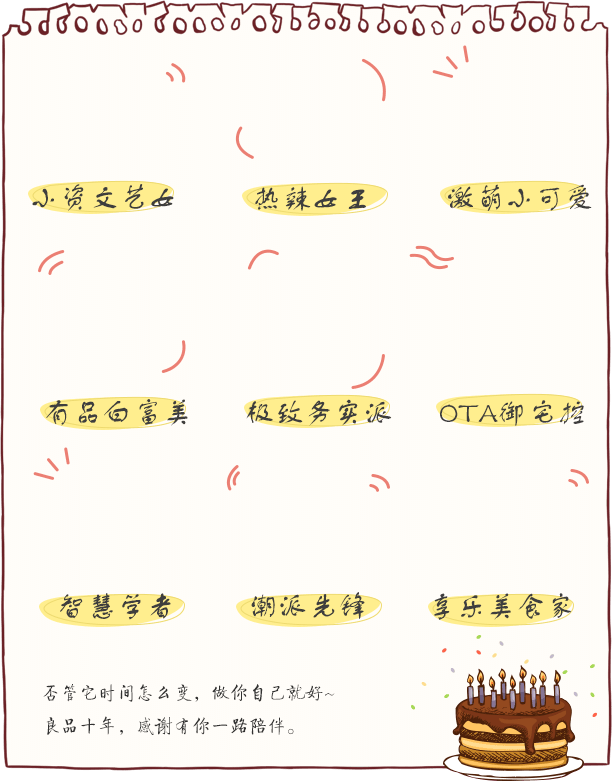 小资文艺女 热辣女王 激萌小可爱
有品白富美 极致务实派 OTA御宅控
智慧学者 潮派先锋 享乐美食家
否管它时间怎么变，做你自己就好~
良品十年，感谢有你一路陪伴。